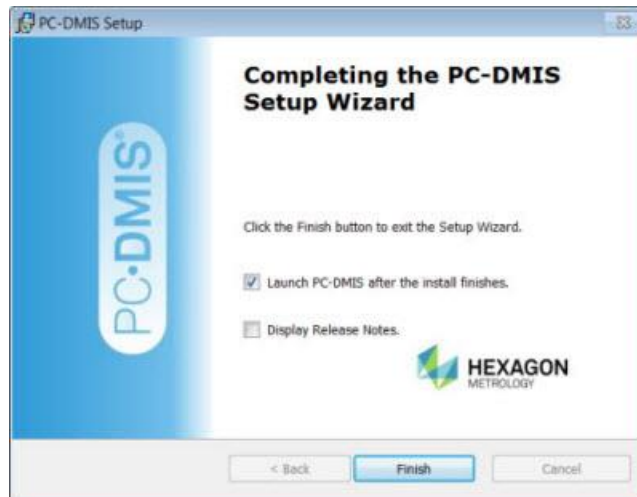 PC-DMIS Setup
Completing the PC-DMIS
Setup Wizard
PC•DMIS®
Click the Finish button to exit the Setup Wizard.
Launch PC-DMIS after the install finishes.
Display Release Notes.
HEXAGON
METROLOGY
< Back
Finish
Cancel